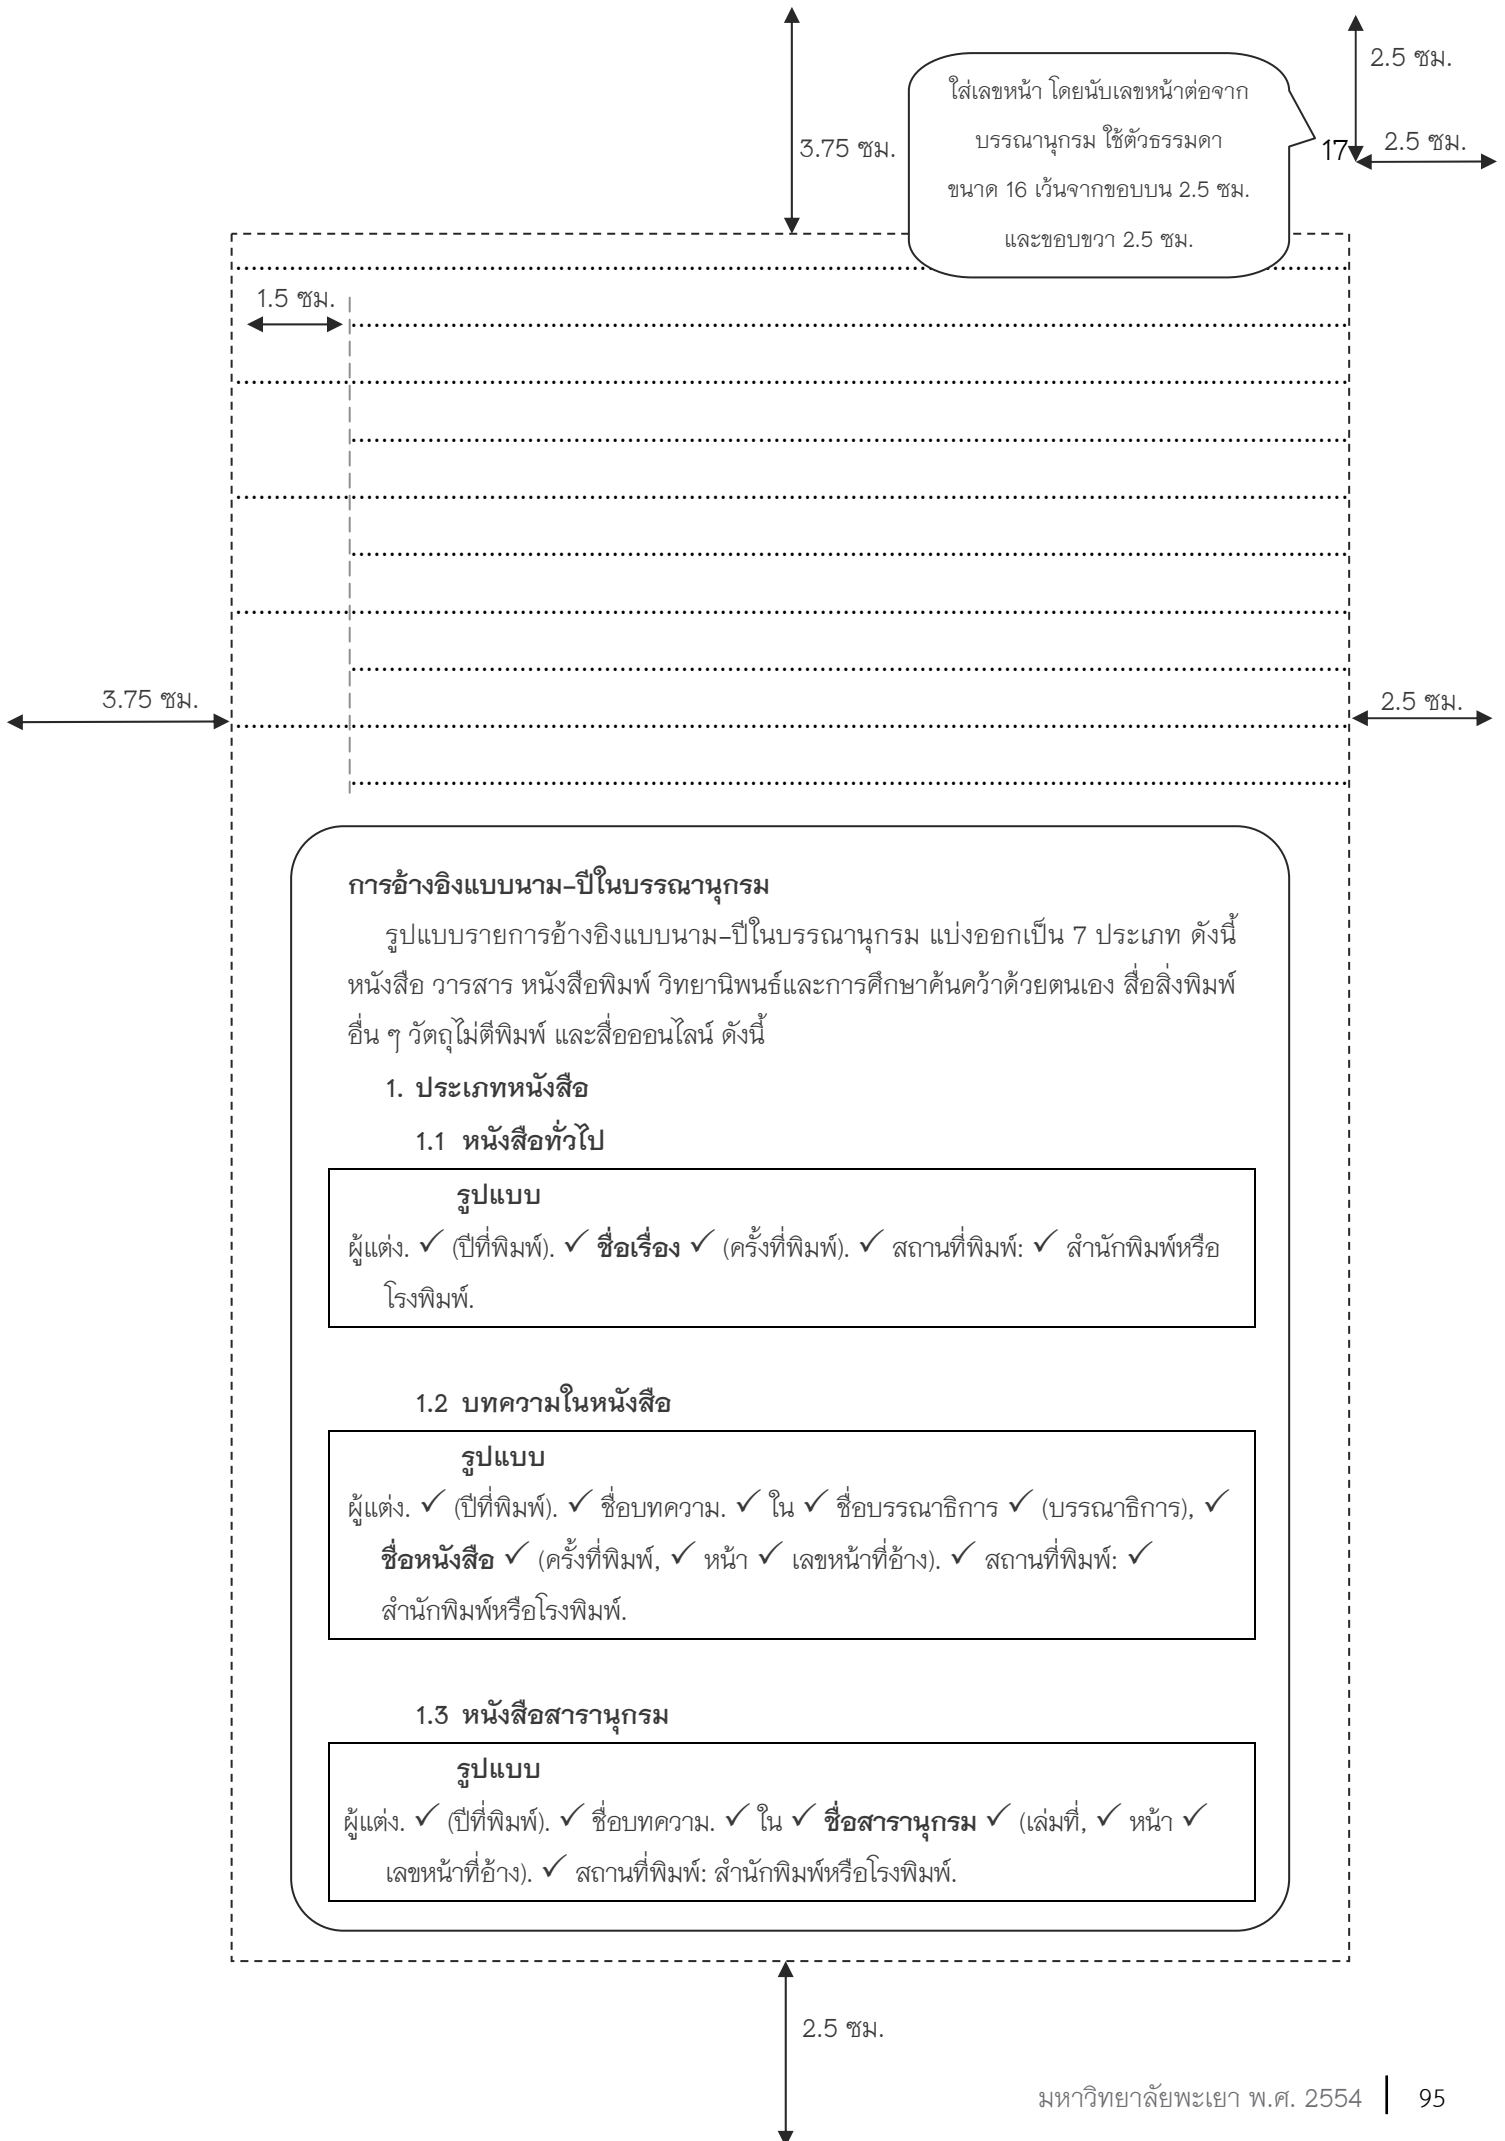 2.5 ซม.
ใส่เลขหน้า โดยนับเลขหน้าต่อจาก
บรรณานุกรม ใช้ตัวธรรมดา
ขนาด 16 เว้นจากขอบบน 2.5 ซม.
และขอบขวา 2.5 ซม.
3.75 ซม.
17
2.5 ซม.
1.5 ซม.
3.75 ซม.
2.5 ซม.
การอ้างอิงแบบนาม-ปีในบรรณานุกรม
รูปแบบรายการอ้างอิงแบบนาม-ปีในบรรณานุกรม แบ่งออกเป็น 7 ประเภท ดังนี้
หนังสือ วารสาร หนังสือพิมพ์ วิทยานิพนธ์และการศึกษาค้นคว้าด้วยตนเอง สื่อสิ่งพิมพ์
อื่น ๆ วัตถุไม่ตีพิมพ์ และสื่อออนไลน์ ดังนี้
1. ประเภทหนังสือ
1.1 หนังสือทั่วไป
รูปแบบ
ผู้แต่ง. ✓ (ปีที่พิมพ์). ✓ ชื่อเรื่อง ✓ (ครั้งที่พิมพ์). ✓ สถานที่พิมพ์: ✓ สำนักพิมพ์หรือ
โรงพิมพ์.
1.2 บทความในหนังสือ
รูปแบบ
ผู้แต่ง. ✓ (ปีที่พิมพ์). ✓ ชื่อบทความ. ✓ ใน ✓ ชื่อบรรณาธิการ ✓ (บรรณาธิการ), ✓
ชื่อหนังสือ ✓ (ครั้งที่พิมพ์, ✓ หน้า ✓ เลขหน้าที่อ้าง). ✓ สถานที่พิมพ์: ✓
สำนักพิมพ์หรือโรงพิมพ์.
1.3 หนังสือสารานุกรม
รูปแบบ
ผู้แต่ง. ✓ (ปีที่พิมพ์). ✓ ชื่อบทความ. ✓ ใน ✓ ชื่อสารานุกรม ✓ (เล่มที่, ✓ หน้า ✓
เลขหน้าที่อ้าง). ✓ สถานที่พิมพ์: สำนักพิมพ์หรือโรงพิมพ์.
2.5 ซม.
มหาวิทยาลัยพะเยา พ.ศ. 2554 | 95